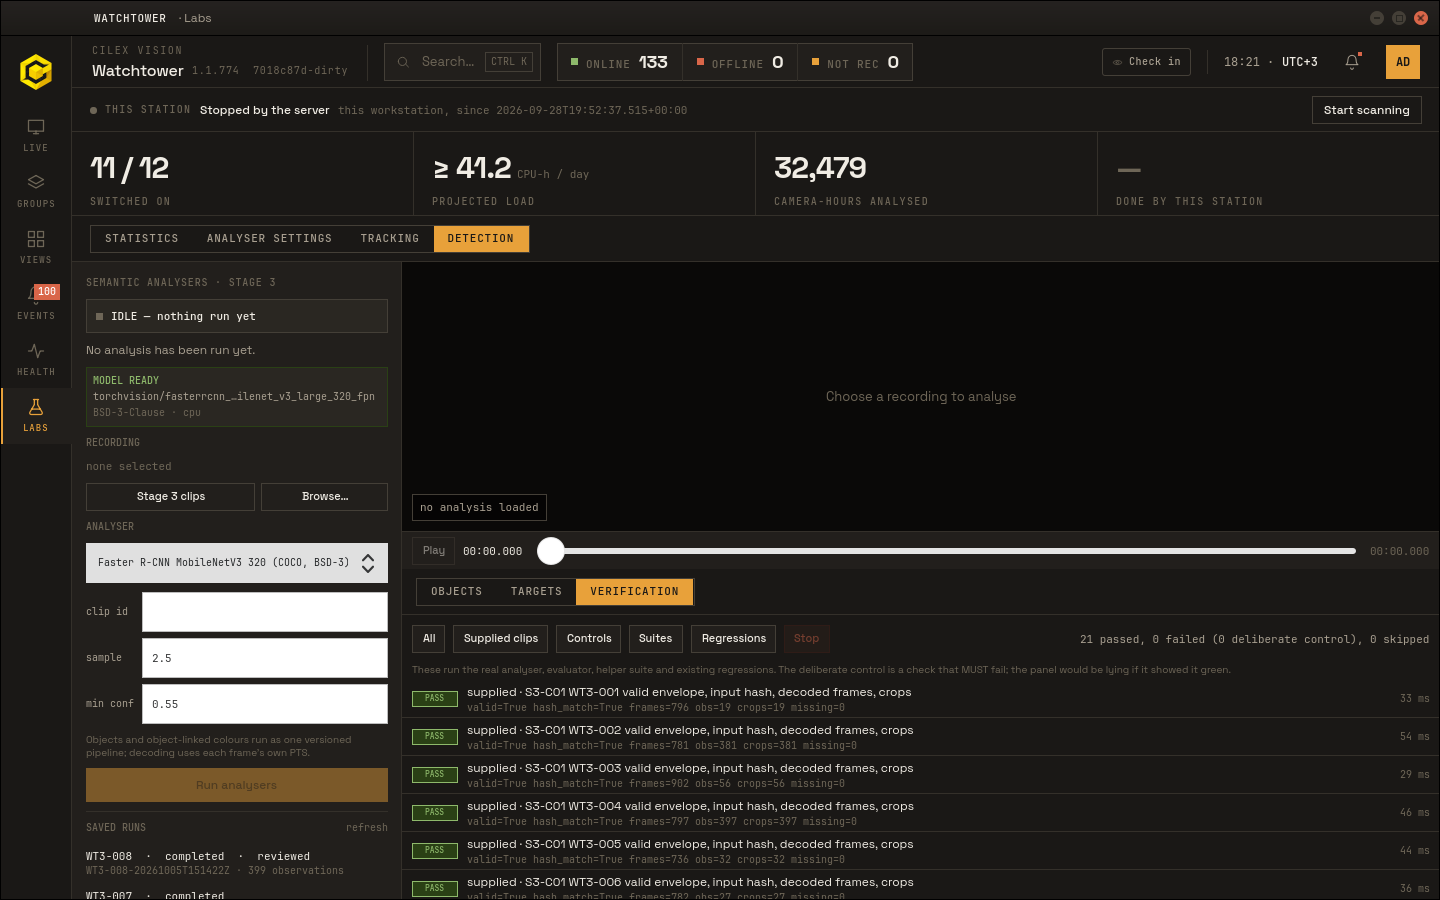 WATCHTOWER · Labs
CILEX VISION
Watchtower 1.1.774 7018c87d-dirty
Search... CTRL K
ONLINE 133 OFFLINE 0 NOT REC 0
Check in
18:21 · UTC+3
AD
THIS STATION Stopped by the server this workstation, since 2026-09-28T19:52:37.515+00:00
Start scanning
LIVE
GROUPS
VIEWS
100
EVENTS
HEALTH
LABS
11 / 12
SWITCHED ON
≥ 41.2 CPU-h / day
PROJECTED LOAD
32,479
CAMERA-HOURS ANALYSED
—
DONE BY THIS STATION
STATISTICS ANALYSER SETTINGS TRACKING DETECTION
SEMANTIC ANALYSERS · STAGE 3
IDLE — nothing run yet
No analysis has been run yet.
MODEL READY
torchvision/fasterrcnn_…ilenet_v3_large_320_fpn
BSD-3-Clause · cpu
RECORDING
none selected
Stage 3 clips Browse...
ANALYSER
Faster R-CNN MobileNetV3 320 (COCO, BSD-3)
clip id
sample 2.5
min conf 0.55
Objects and object-linked colours run as one versioned
pipeline; decoding uses each frame's own PTS.
Run analysers
SAVED RUNS refresh
WT3-008 · completed · reviewed
WT3-008-20261005T151422Z · 399 observations
WT3-007 · completed
Choose a recording to analyse
no analysis loaded
Play 00:00.000 00:00.000
OBJECTS TARGETS VERIFICATION
All Supplied clips Controls Suites Regressions Stop
21 passed, 0 failed (0 deliberate control), 0 skipped
These run the real analyser, evaluator, helper suite and existing regressions. The deliberate control is a check that MUST fail; the panel would be lying if it showed it green.
PASS supplied · S3-C01 WT3-001 valid envelope, input hash, decoded frames, crops 33 ms
valid=True hash_match=True frames=796 obs=19 crops=19 missing=0
PASS supplied · S3-C01 WT3-002 valid envelope, input hash, decoded frames, crops 54 ms
valid=True hash_match=True frames=781 obs=381 crops=381 missing=0
PASS supplied · S3-C01 WT3-003 valid envelope, input hash, decoded frames, crops 29 ms
valid=True hash_match=True frames=902 obs=56 crops=56 missing=0
PASS supplied · S3-C01 WT3-004 valid envelope, input hash, decoded frames, crops 46 ms
valid=True hash_match=True frames=797 obs=397 crops=397 missing=0
PASS supplied · S3-C01 WT3-005 valid envelope, input hash, decoded frames, crops 44 ms
valid=True hash_match=True frames=736 obs=32 crops=32 missing=0
PASS supplied · S3-C01 WT3-006 valid envelope, input hash, decoded frames, crops 36 ms
valid=True hash_match=True frames=782 obs=27 crops=27 missing=0